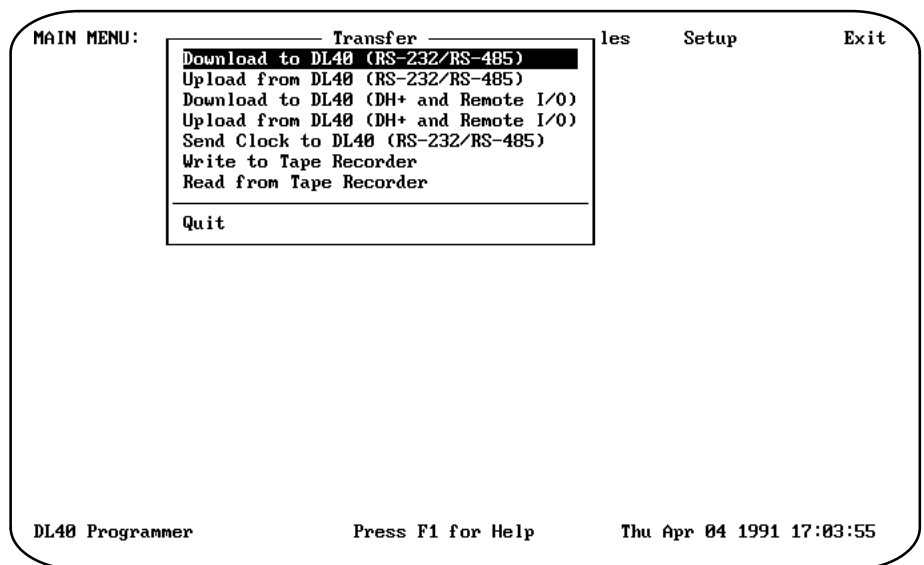 MAIN MENU: Transfer les Setup Exit
Download to DL40 (RS-232/RS-485)
Upload from DL40 (RS-232/RS-485)
Download to DL40 (DH+ and Remote I/O)
Upload from DL40 (DH+ and Remote I/O)
Send Clock to DL40 (RS-232/RS-485)
Write to Tape Recorder
Read from Tape Recorder
Quit
DL40 Programmer Press F1 for Help Thu Apr 04 1991 17:03:55